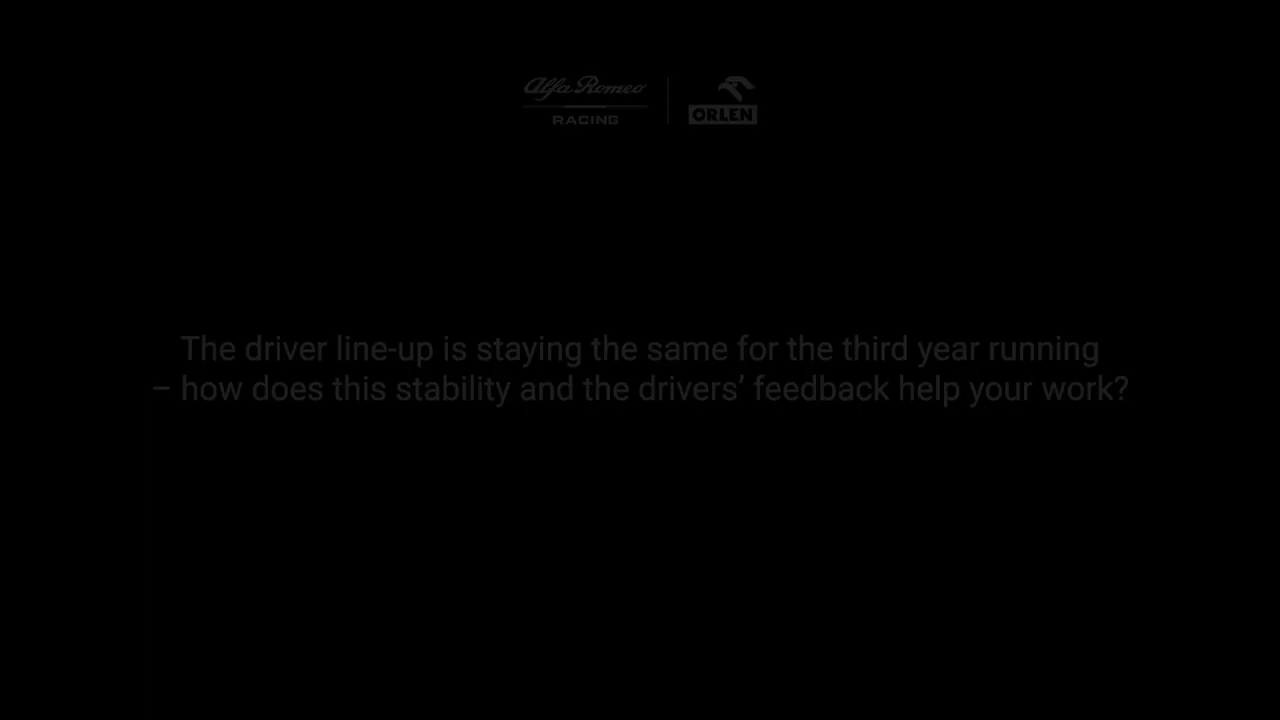 Alfa Romeo
RACING
ORLEN
The driver line-up is staying the same for the third year running
– how does this stability and the drivers’ feedback help your work?